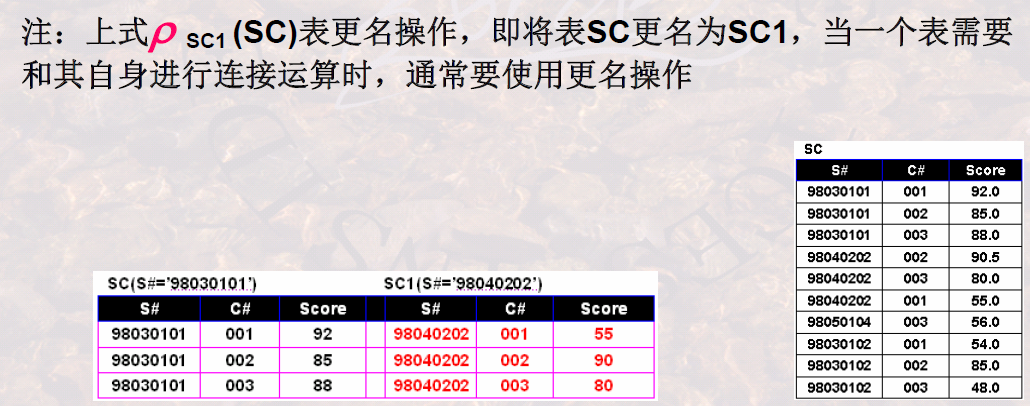 注：上式ρ SC1 (SC)表更名操作，即将表SC更名为SC1，当一个表需要
和其自身进行连接运算时，通常要使用更名操作
SC
S# C# Score
98030101 001 92.0
98030101 002 85.0
98030101 003 88.0
98040202 002 90.5
98040202 003 80.0
98040202 001 55.0
98050104 003 56.0
98030102 001 54.0
98030102 002 85.0
98030102 003 48.0
SC(S#='98030101') SC1(S#='98040202')
S# C# Score S# C# Score
98030101 001 92 98040202 001 55
98030101 002 85 98040202 002 90
98030101 003 88 98040202 003 80